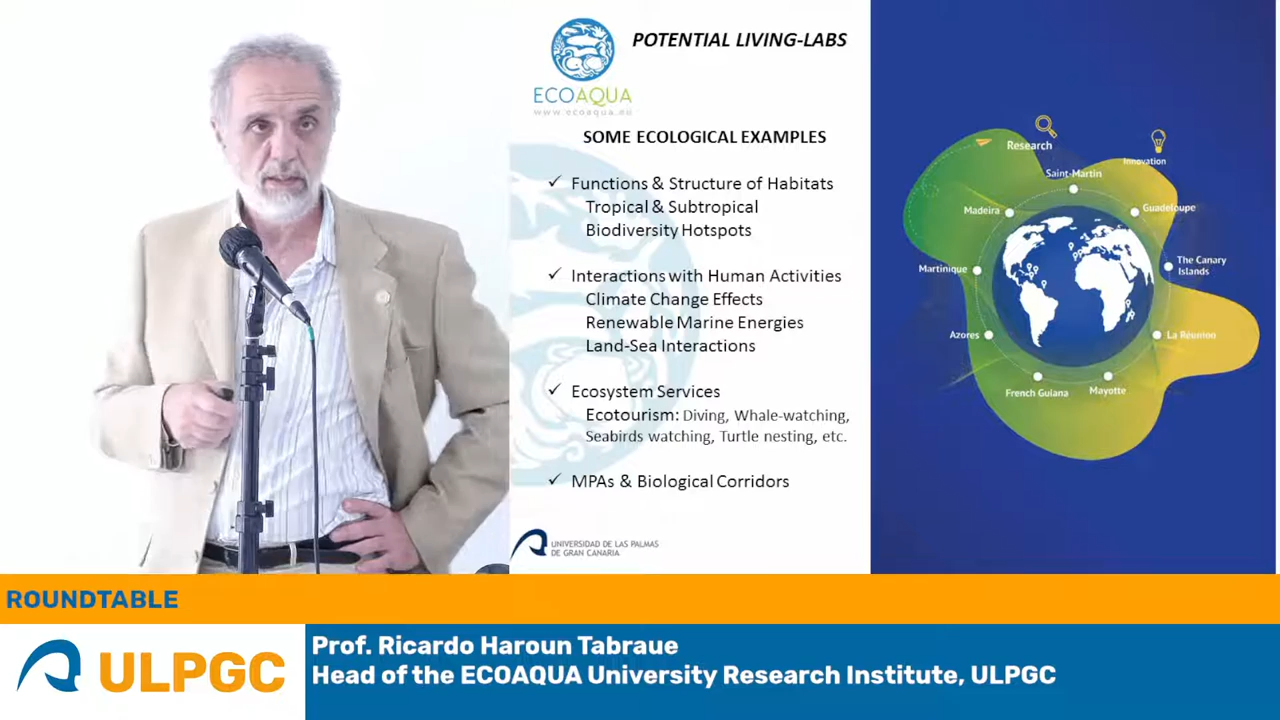 POTENTIAL LIVING-LABS
ECOAQUA
www.ecoaqua.eu
SOME ECOLOGICAL EXAMPLES
✓ Functions & Structure of Habitats
Tropical & Subtropical
Biodiversity Hotspots
✓ Interactions with Human Activities
Climate Change Effects
Renewable Marine Energies
Land-Sea Interactions
✓ Ecosystem Services
Ecotourism: Diving, Whale-watching,
Seabirds watching, Turtle nesting, etc.
✓ MPAs & Biological Corridors
UNIVERSIDAD DE LAS PALMAS
DE GRAN CANARIA
Research
Innovation
Saint-Martin
Madeira
Guadeloupe
Martinique
The Canary
Islands
Azores
La Réunion
French Guiana
Mayotte
ROUNDTABLE
ULPGC
Prof. Ricardo Haroun Tabraue
Head of the ECOAQUA University Research Institute, ULPGC